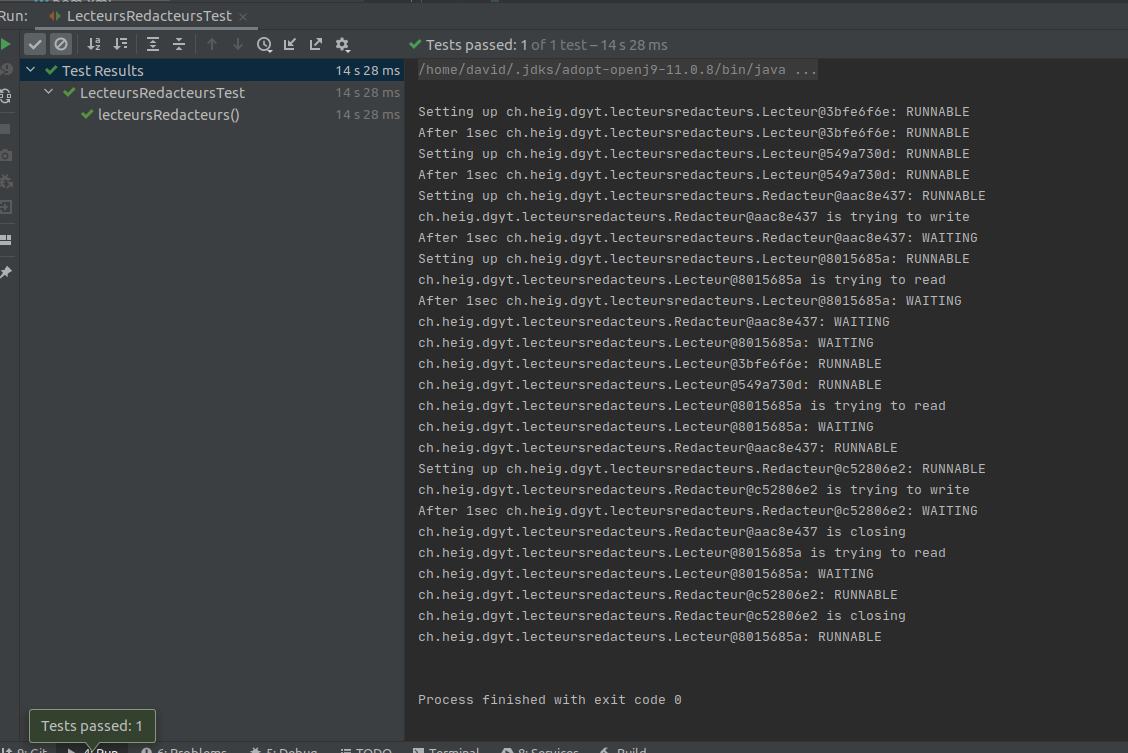 Run:
LecteursRedacteursTest
Tests passed: 1 of 1 test – 14 s 28 ms
Test Results 14 s 28 ms
LecteursRedacteursTest 14 s 28 ms
lecteursRedacteurs() 14 s 28 ms
/home/david/.jdks/adopt-openj9-11.0.8/bin/java ...
Setting up ch.heig.dgyt.lecteursredacteurs.Lecteur@3bfe6f6e: RUNNABLE
After 1sec ch.heig.dgyt.lecteursredacteurs.Lecteur@3bfe6f6e: RUNNABLE
Setting up ch.heig.dgyt.lecteursredacteurs.Lecteur@549a730d: RUNNABLE
After 1sec ch.heig.dgyt.lecteursredacteurs.Lecteur@549a730d: RUNNABLE
Setting up ch.heig.dgyt.lecteursredacteurs.Redacteur@aac8e437: RUNNABLE
ch.heig.dgyt.lecteursredacteurs.Redacteur@aac8e437 is trying to write
After 1sec ch.heig.dgyt.lecteursredacteurs.Redacteur@aac8e437: WAITING
Setting up ch.heig.dgyt.lecteursredacteurs.Lecteur@8015685a: RUNNABLE
ch.heig.dgyt.lecteursredacteurs.Lecteur@8015685a is trying to read
After 1sec ch.heig.dgyt.lecteursredacteurs.Lecteur@8015685a: WAITING
ch.heig.dgyt.lecteursredacteurs.Redacteur@aac8e437: WAITING
ch.heig.dgyt.lecteursredacteurs.Lecteur@8015685a: WAITING
ch.heig.dgyt.lecteursredacteurs.Lecteur@3bfe6f6e: RUNNABLE
ch.heig.dgyt.lecteursredacteurs.Lecteur@549a730d: RUNNABLE
ch.heig.dgyt.lecteursredacteurs.Lecteur@8015685a is trying to read
ch.heig.dgyt.lecteursredacteurs.Lecteur@8015685a: WAITING
ch.heig.dgyt.lecteursredacteurs.Redacteur@aac8e437: RUNNABLE
Setting up ch.heig.dgyt.lecteursredacteurs.Redacteur@c52806e2: RUNNABLE
ch.heig.dgyt.lecteursredacteurs.Redacteur@c52806e2 is trying to write
After 1sec ch.heig.dgyt.lecteursredacteurs.Redacteur@c52806e2: WAITING
ch.heig.dgyt.lecteursredacteurs.Redacteur@aac8e437 is closing
ch.heig.dgyt.lecteursredacteurs.Lecteur@8015685a is trying to read
ch.heig.dgyt.lecteursredacteurs.Lecteur@8015685a: WAITING
ch.heig.dgyt.lecteursredacteurs.Redacteur@c52806e2: RUNNABLE
ch.heig.dgyt.lecteursredacteurs.Redacteur@c52806e2 is closing
ch.heig.dgyt.lecteursredacteurs.Lecteur@8015685a: RUNNABLE
Process finished with exit code 0
Tests passed: 1
9: Git 4: Run 6: Problems 5: Debug TODO Terminal 8: Services Build